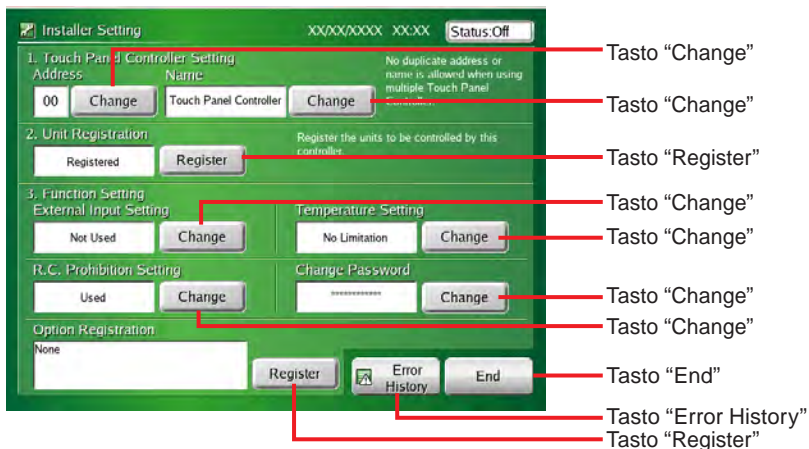 Installer Setting XX/XX/XXXX XX:XX Status:Off
1. Touch Panel Controller Setting
Address Name
No duplicate address or
name is allowed when using
multiple Touch Panel
Controller.
00 Change Touch Panel Controller Change
2. Unit Registration
Register the units to be controlled by this
controller.
Registered Register
3. Function Setting
External Input Setting Temperature Setting
Not Used Change No Limitation Change
R.C. Prohibition Setting Change Password
Used Change *********** Change
Option Registration
None
Register Error
History End
Tasto “Change”
Tasto “Change”
Tasto “Register”
Tasto “Change”
Tasto “Change”
Tasto “Change”
Tasto “Change”
Tasto “End”
Tasto “Error History”
Tasto “Register”